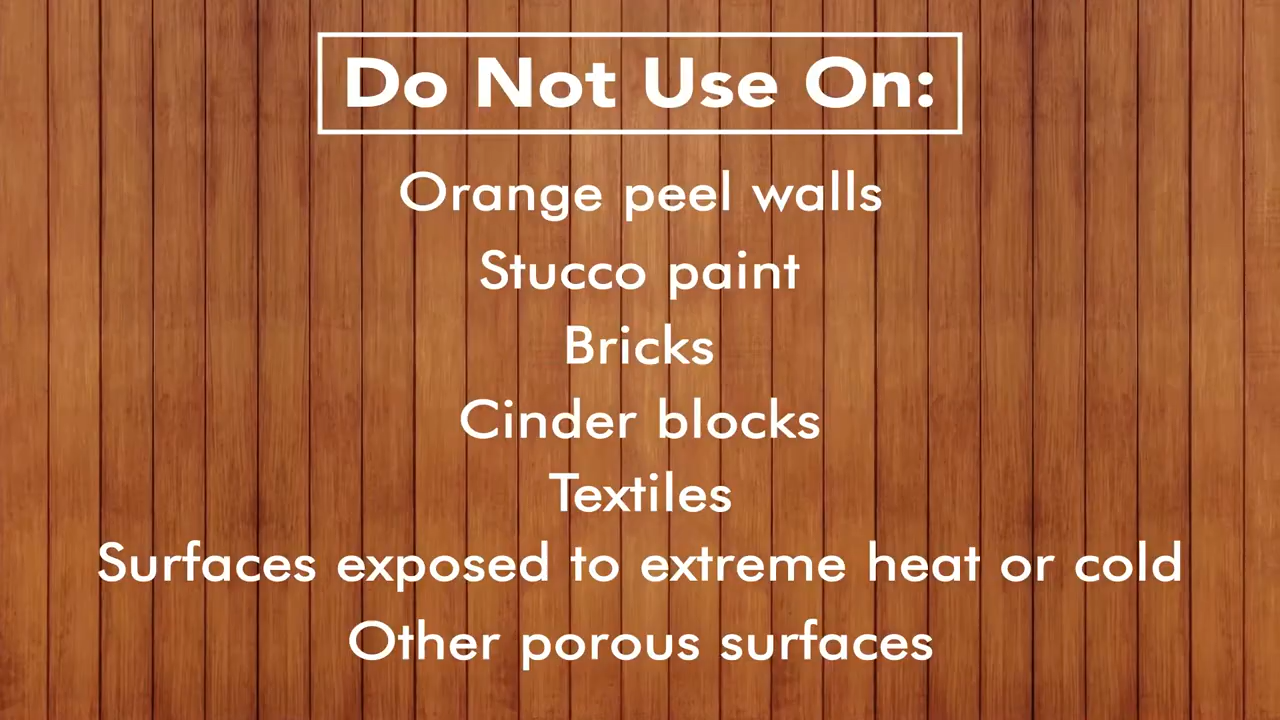 Do Not Use On:
Orange peel walls
Stucco paint
Bricks
Cinder blocks
Textiles
Surfaces exposed to extreme heat or cold
Other porous surfaces